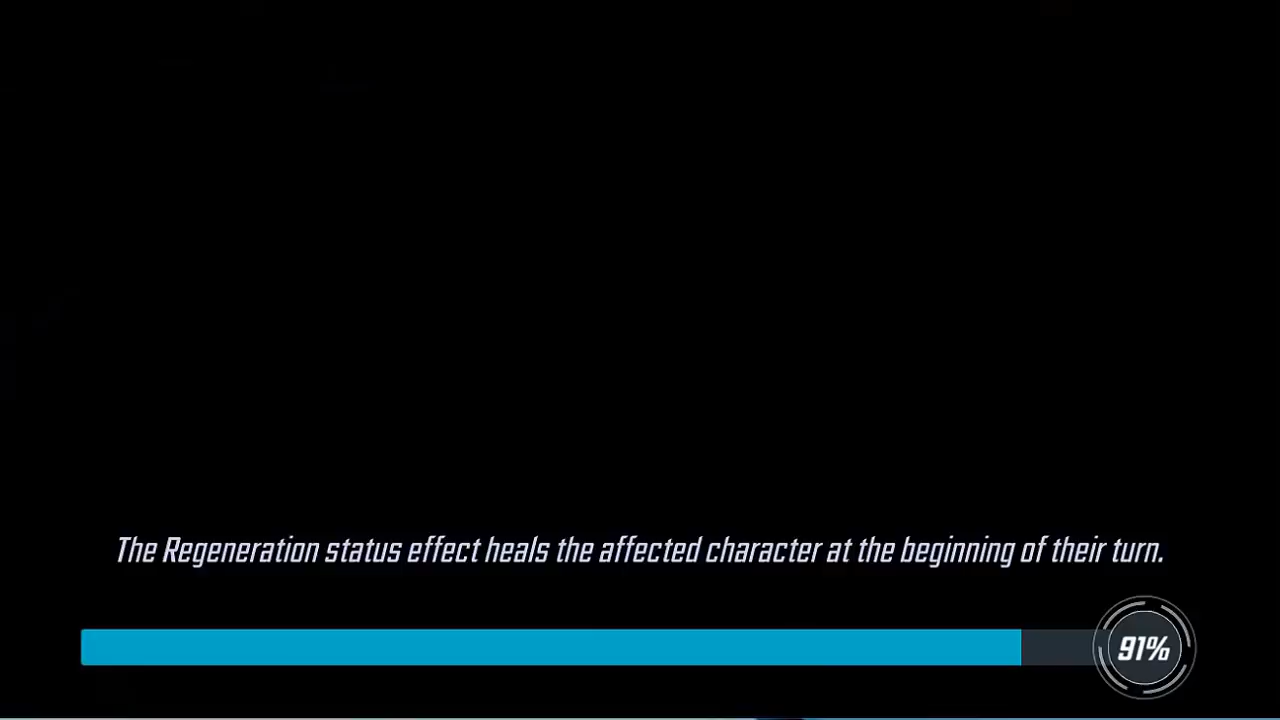 The Regeneration status effect heals the affected character at the beginning of their turn.
91%